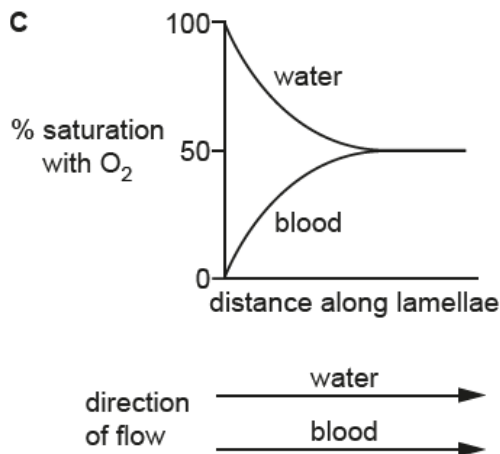 C
100
water
% saturation
with O2
50
blood
0
distance along lamellae
water
direction
of flow
blood